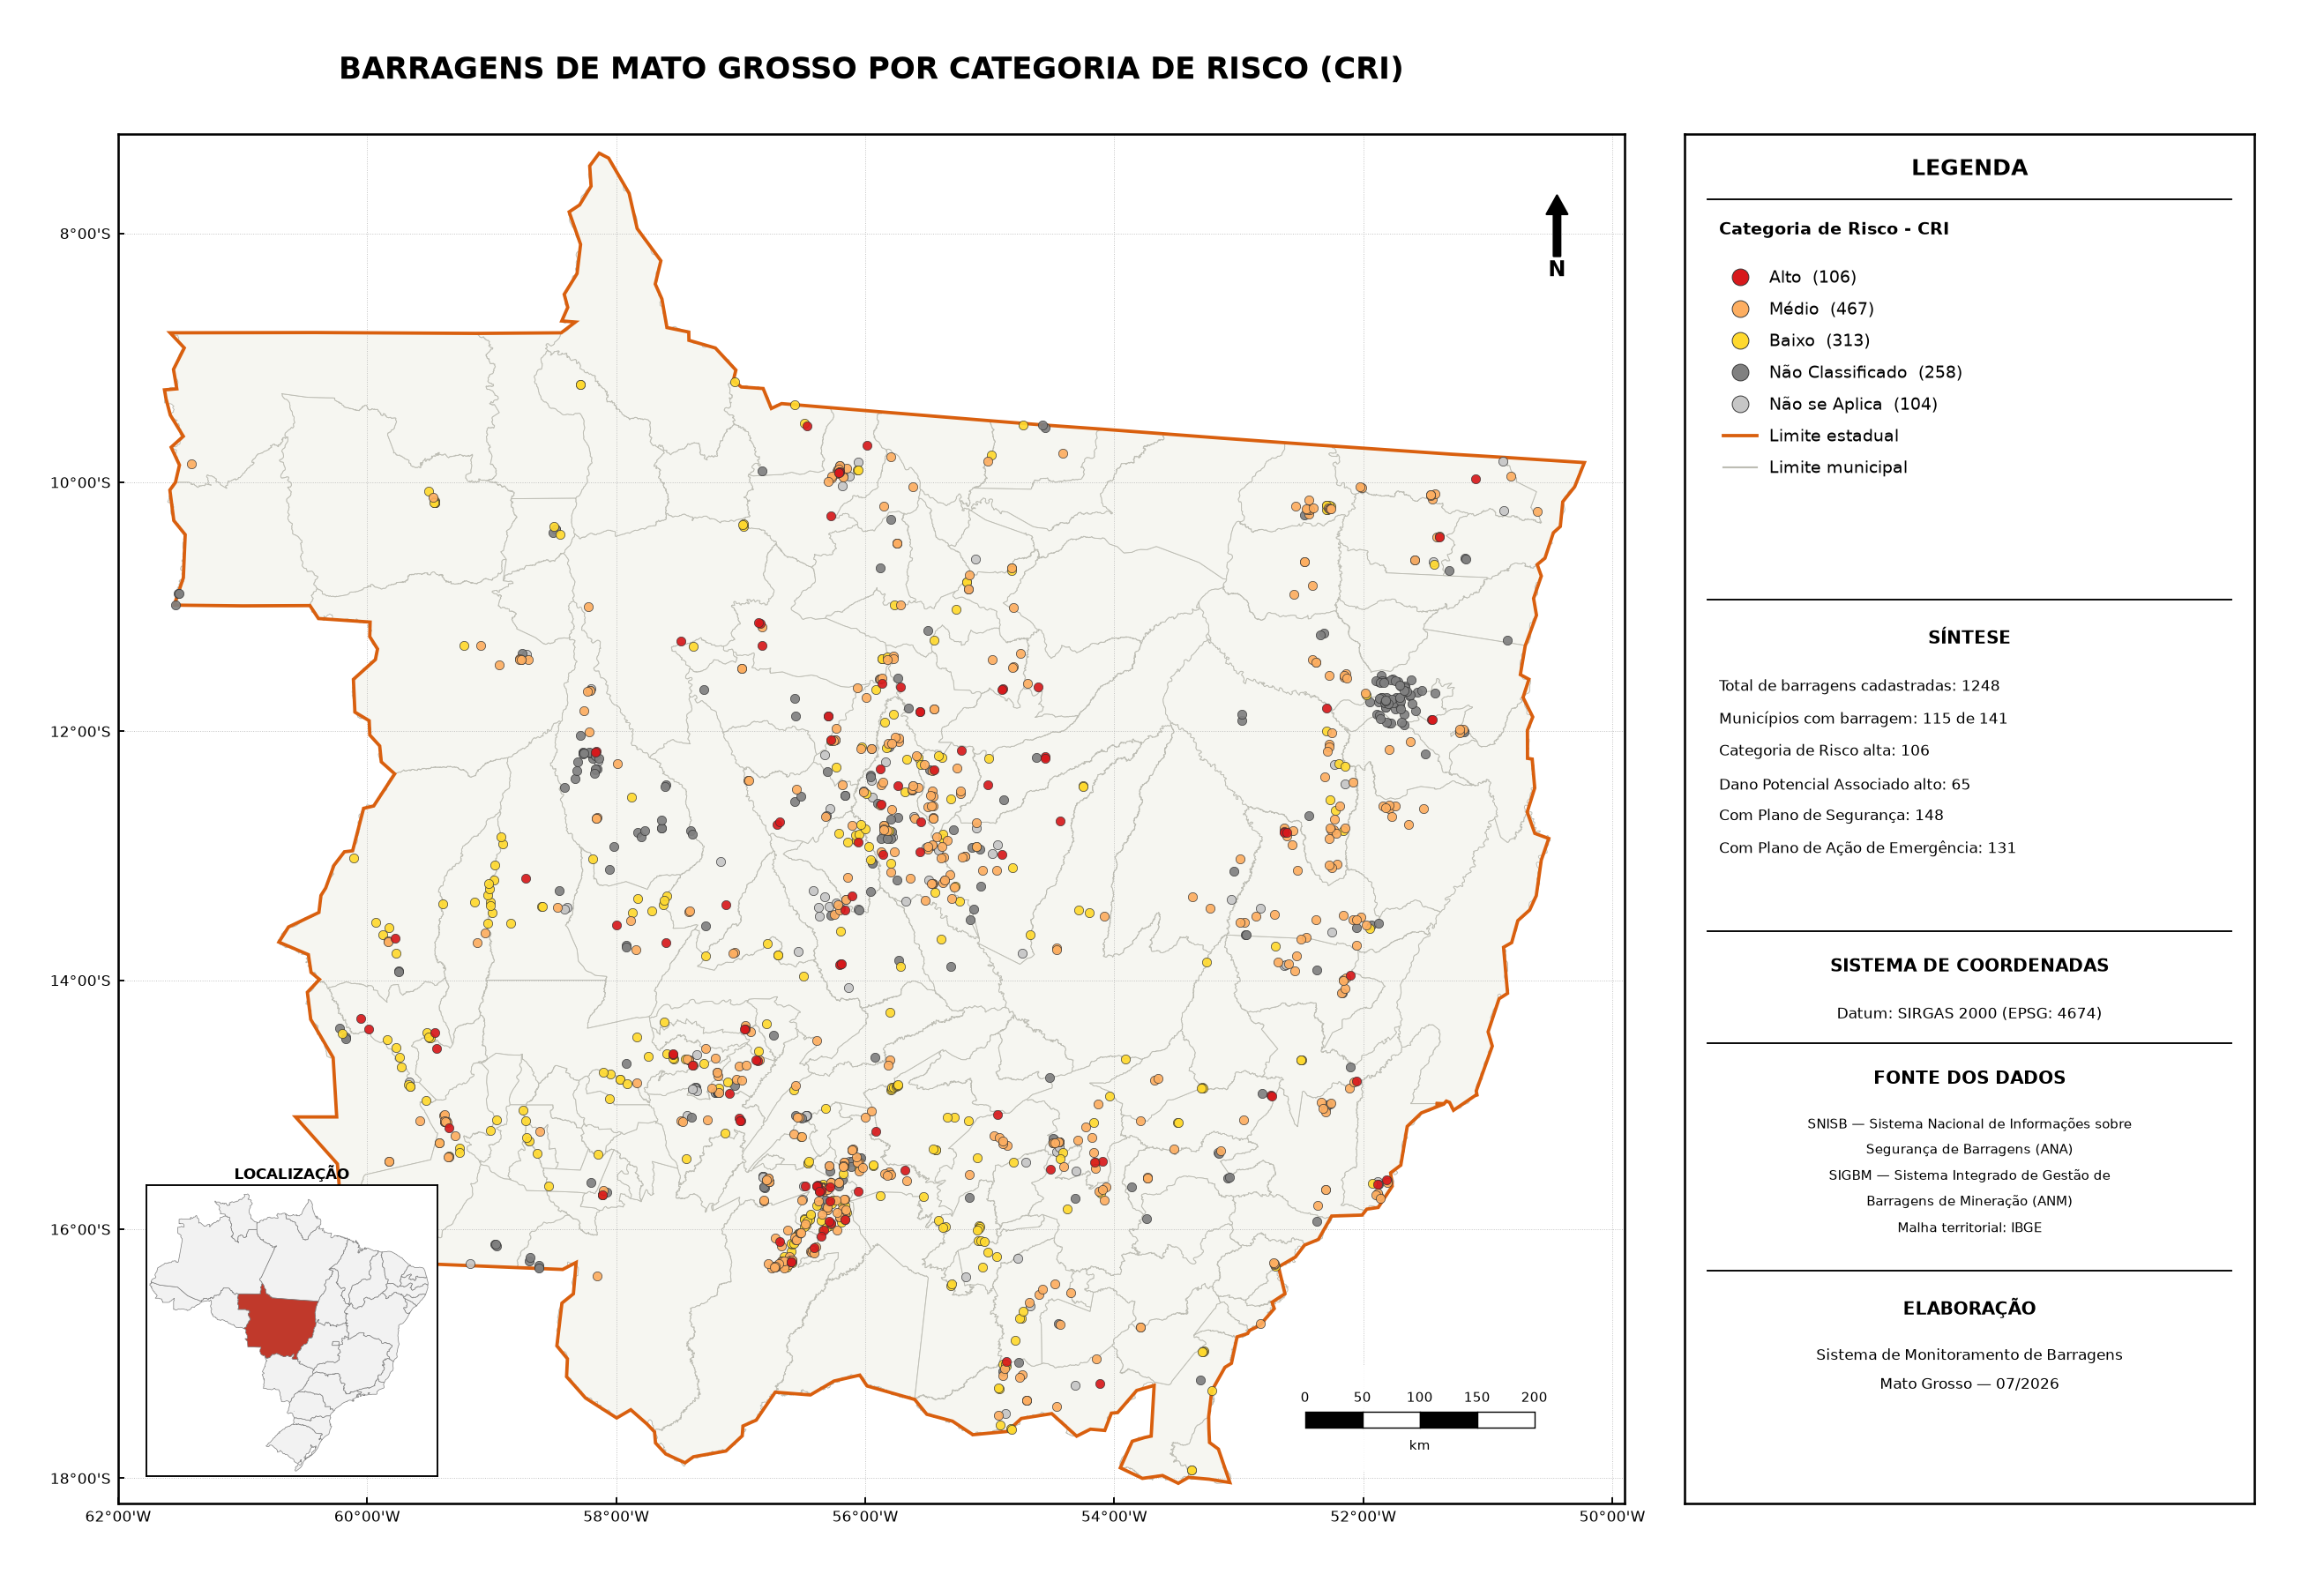 BARRAGENS DE MATO GROSSO POR CATEGORIA DE RISCO (CRI)
N
8°00'S
10°00'S
12°00'S
14°00'S
16°00'S
18°00'S
62°00'W
60°00'W
58°00'W
56°00'W
54°00'W
52°00'W
50°00'W
LOCALIZAÇÃO
0 50 100 150 200
km
LEGENDA
Categoria de Risco - CRI
Alto (106)
Médio (467)
Baixo (313)
Não Classificado (258)
Não se Aplica (104)
Limite estadual
Limite municipal
SÍNTESE
Total de barragens cadastradas: 1248
Municípios com barragem: 115 de 141
Categoria de Risco alta: 106
Dano Potencial Associado alto: 65
Com Plano de Segurança: 148
Com Plano de Ação de Emergência: 131
SISTEMA DE COORDENADAS
Datum: SIRGAS 2000 (EPSG: 4674)
FONTE DOS DADOS
SNISB — Sistema Nacional de Informações sobre
Segurança de Barragens (ANA)
SIGBM — Sistema Integrado de Gestão de
Barragens de Mineração (ANM)
Malha territorial: IBGE
ELABORAÇÃO
Sistema de Monitoramento de Barragens
Mato Grosso — 07/2026